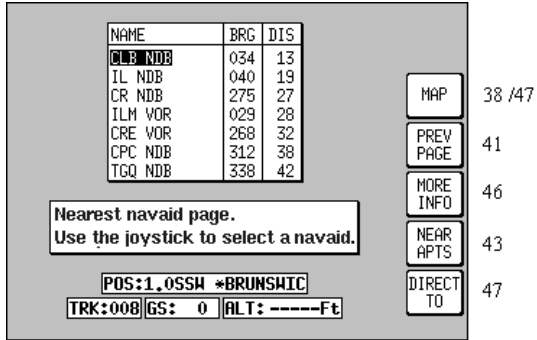 NAME BRG DIS
CLB NDB 034 13
IL NDB 040 19
CR NDB 275 27
ILM VOR 029 28
CRE VOR 268 32
CPC NDB 312 38
TGQ NDB 338 42
Nearest navaid page.
Use the joystick to select a navaid.
POS:1.0SSW *BRUNSWIC
TRK:008 GS: 0 ALT:-----Ft
MAP 38 /47
PREV
PAGE 41
MORE
INFO 46
NEAR
APTS 43
DIRECT
TO 47